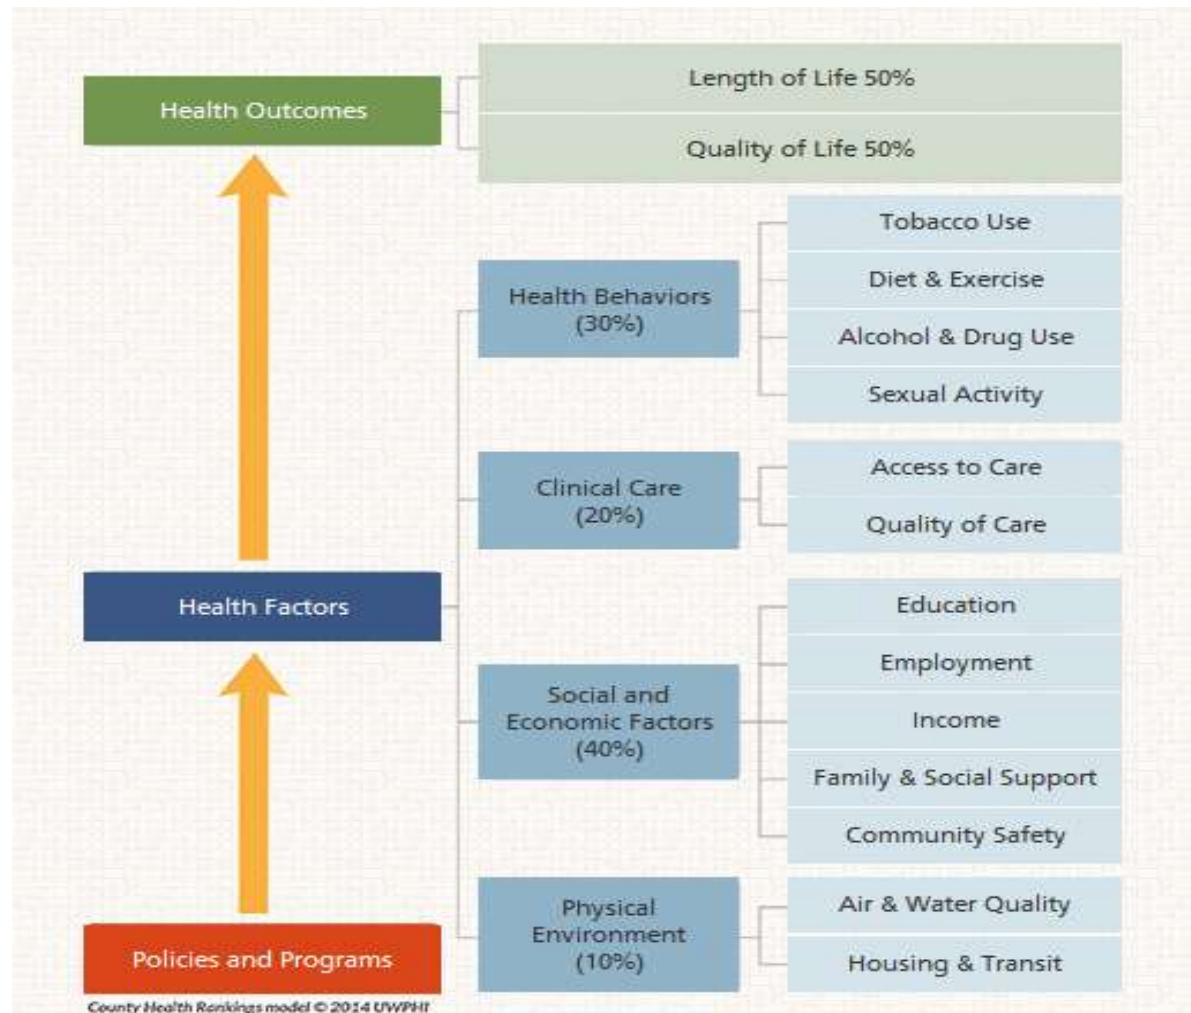 Health Outcomes
Length of Life 50%
Quality of Life 50%
Tobacco Use
Diet & Exercise
Alcohol & Drug Use
Sexual Activity
Health Behaviors
(30%)
Clinical Care
(20%)
Access to Care
Quality of Care
Health Factors
Social and
Economic Factors
(40%)
Education
Employment
Income
Family & Social Support
Community Safety
Physical
Environment
(10%)
Air & Water Quality
Housing & Transit
Policies and Programs
County Health Rankings model © 2014 UWPHI